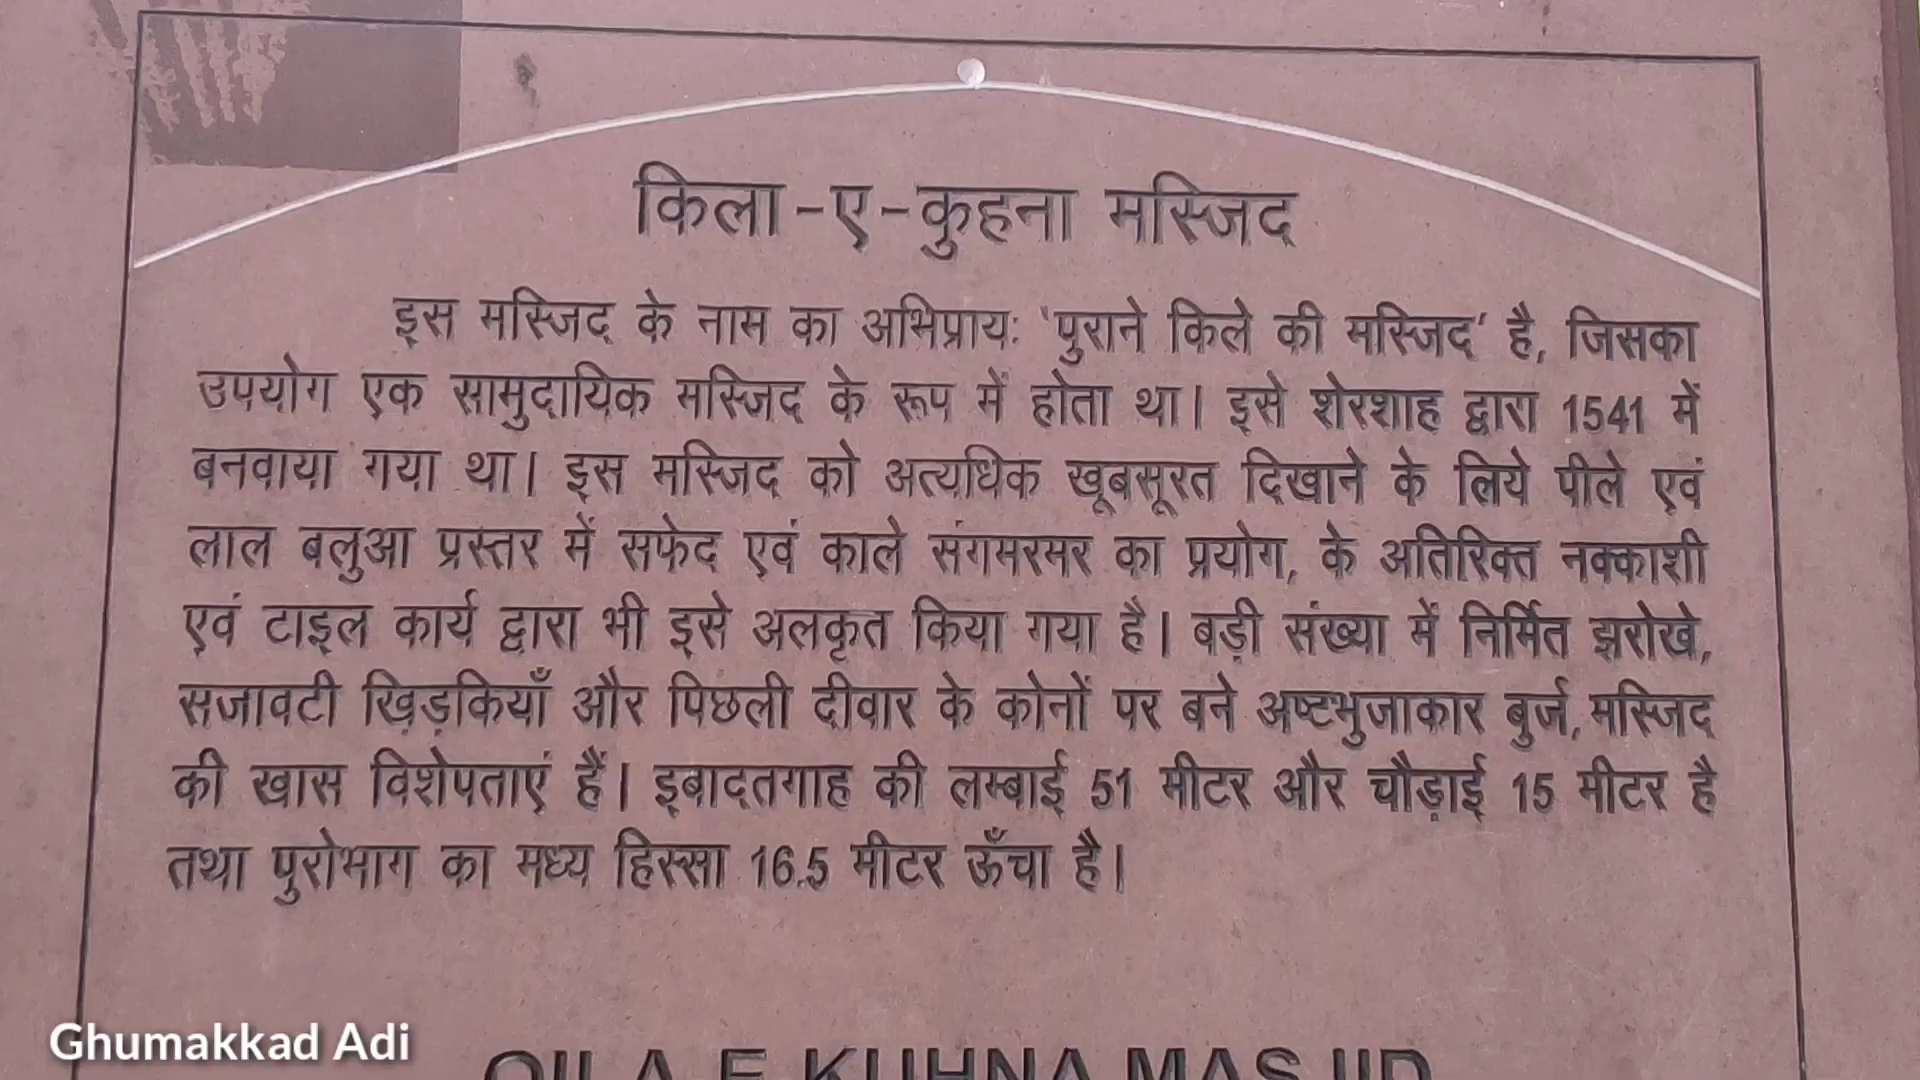 किला-ए-कुहना मस्जिद
इस मस्जिद के नाम का अभिप्रायः 'पुराने किले की मस्जिद' है, जिसका
उपयोग एक सामुदायिक मस्जिद के रूप में होता था। इसे शेरशाह द्वारा 1541 में
बनवाया गया था। इस मस्जिद को अत्यधिक खूबसूरत दिखाने के लिये पीले एवं
लाल बलुआ प्रस्तर में सफेद एवं काले संगमरमर का प्रयोग, के अतिरिक्त नक्काशी
एवं टाइल कार्य द्वारा भी इसे अलकृत किया गया है। बड़ी संख्या में निर्मित झरोखे,
सजावटी खिड़कियाँ और पिछली दीवार के कोनों पर बने अष्टभुजाकार बुर्ज, मस्जिद
की खास विशेपताएं हैं। इबादतगाह की लम्बाई 51 मीटर और चौड़ाई 15 मीटर है
तथा पुरोभाग का मध्य हिस्सा 16.5 मीटर ऊँचा है।
Ghumakkad Adi
QILA E KUHNA MASJID